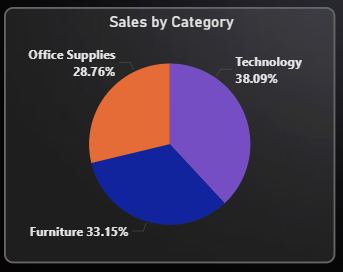 Sales by Category
Office Supplies
28.76%
Technology
38.09%
Furniture 33.15%